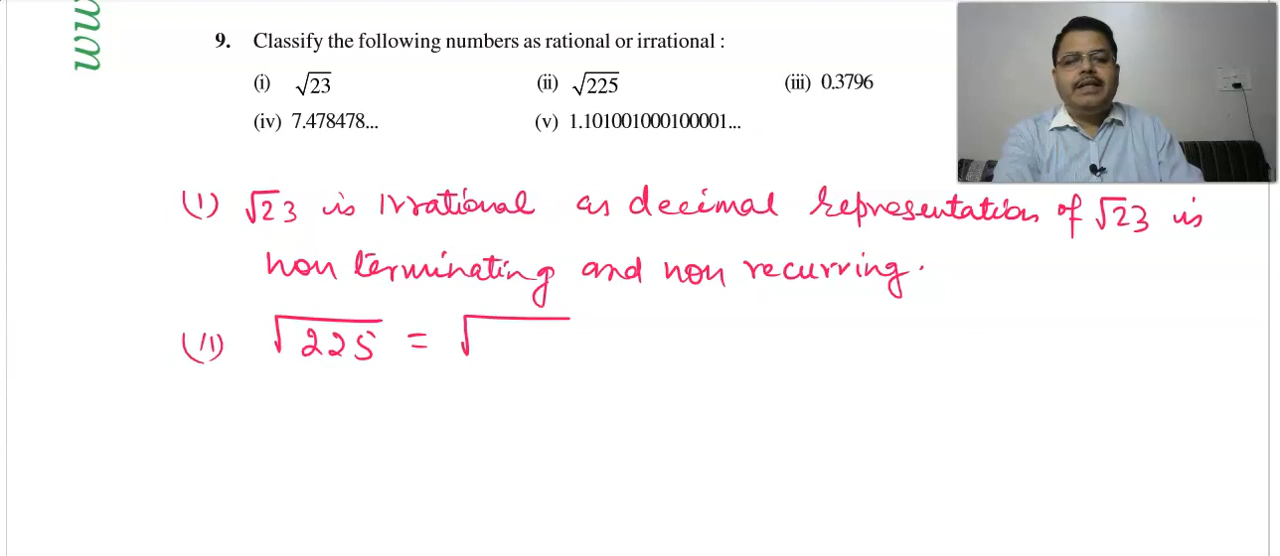 www
9. Classify the following numbers as rational or irrational :
(i) √23 (ii) √225 (iii) 0.3796
(iv) 7.478478... (v) 1.101001000100001...
(i) √23 is irrational as decimal representation of √23 is
non terminating and non recurring.
(ii) √225 = √